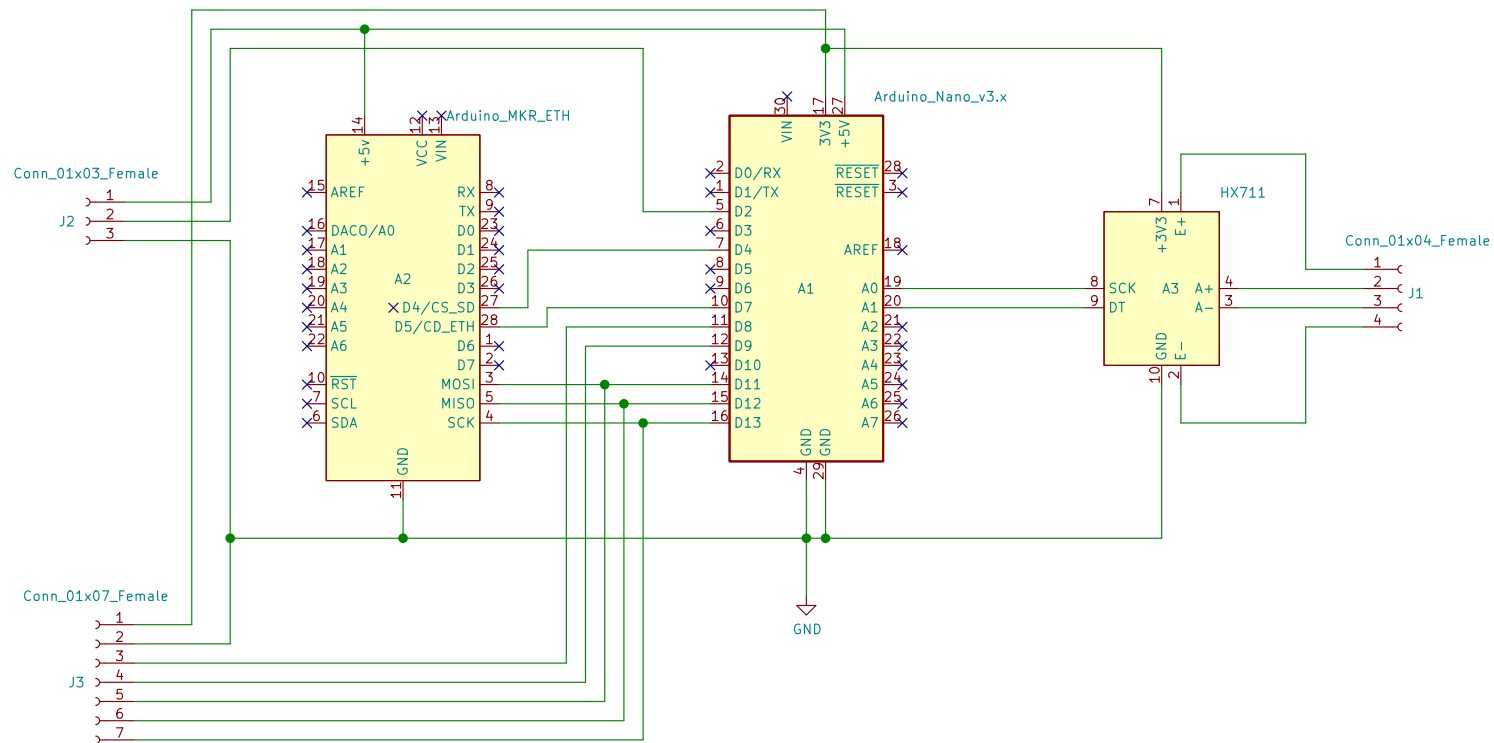 Conn_01x03_Female
1
J2 2
3
Arduino_MKR_ETH
14 12 13
+5v VCC VIN
15 AREF RX 8
TX 9
16 DACO/A0 D0 23
17 A1 D1 24
18 A2 D2 25
A2
19 A3 D3 26
20 A4 D4/CS_SD 27
21 A5 D5/CD_ETH 28
22 A6 D6 1
D7 2
10 RST MOSI 3
7 SCL MISO 5
6 SDA SCK 4
GND
11
Arduino_Nano_v3.x
30 17 27
VIN 3V3 +5V
2 D0/RX RESET 28
1 D1/TX RESET 3
5 D2
6 D3
7 D4 AREF 18
8 D5
9 D6 A1 A0 19
10 D7 A1 20
11 D8 A2 21
12 D9 A3 22
13 D10 A4 23
14 D11 A5 24
15 D12 A6 25
16 D13 A7 26
GND GND
4 29
GND
HX711
7 1
+3V3 E+
8 SCK A3 A+ 4
9 DT A- 3
GND E-
10 2
Conn_01x04_Female
1
2 J1
3
4
Conn_01x07_Female
1
2
3
J3 4
5
6
7